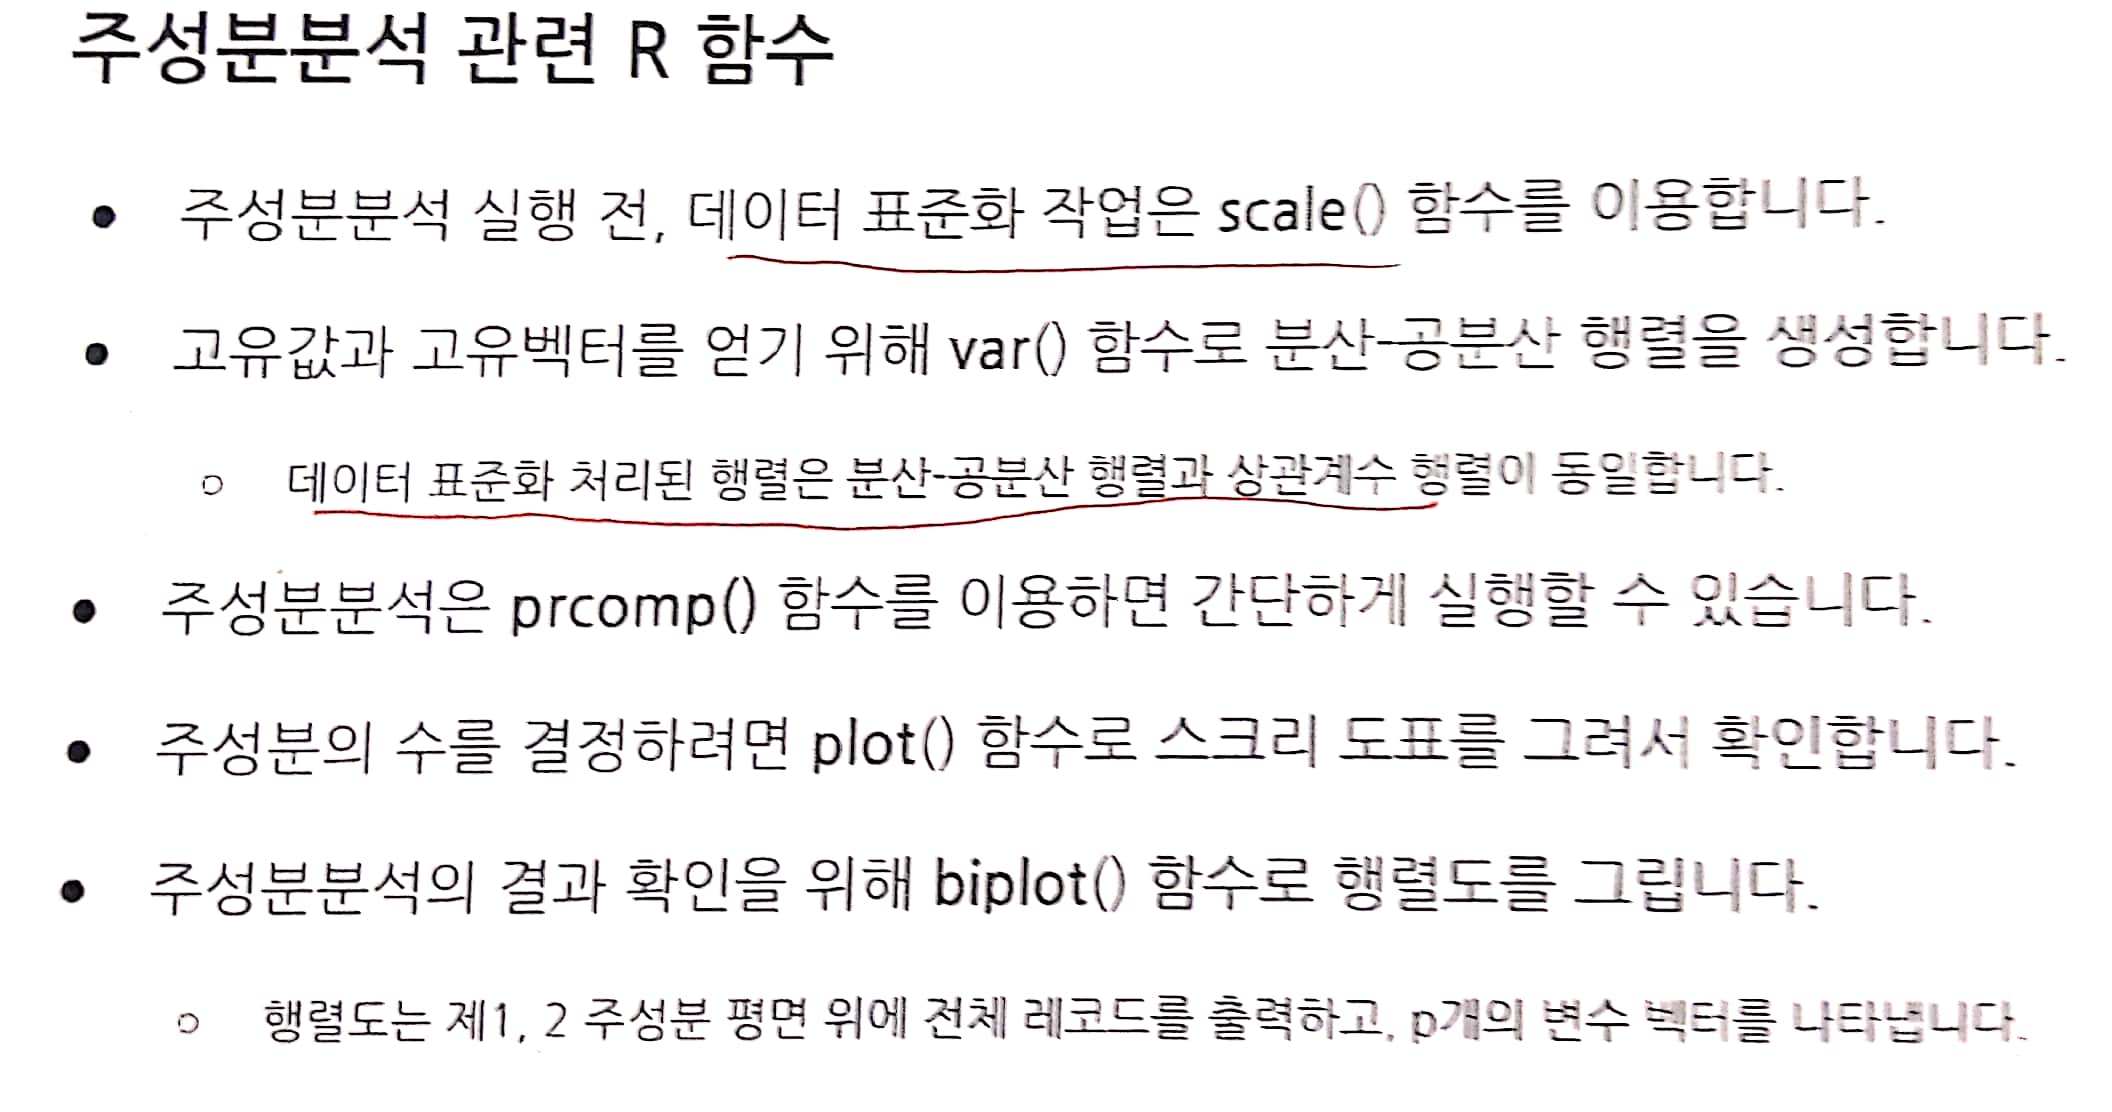 주성분분석 관련 R 함수
● 주성분분석 실행 전, 데이터 표준화 작업은 scale() 함수를 이용합니다.
● 고유값과 고유벡터를 얻기 위해 var() 함수로 분산-공분산 행렬을 생성합니다.
○ 데이터 표준화 처리된 행렬은 분산-공분산 행렬과 상관계수 행렬이 동일합니다.
● 주성분분석은 prcomp() 함수를 이용하면 간단하게 실행할 수 있습니다.
● 주성분의 수를 결정하려면 plot() 함수로 스크리 도표를 그려서 확인합니다.
● 주성분분석의 결과 확인을 위해 biplot() 함수로 행렬도를 그립니다.
○ 행렬도는 제1, 2 주성분 평면 위에 전체 레코드를 출력하고, p개의 변수 벡터를 나타냅니다.